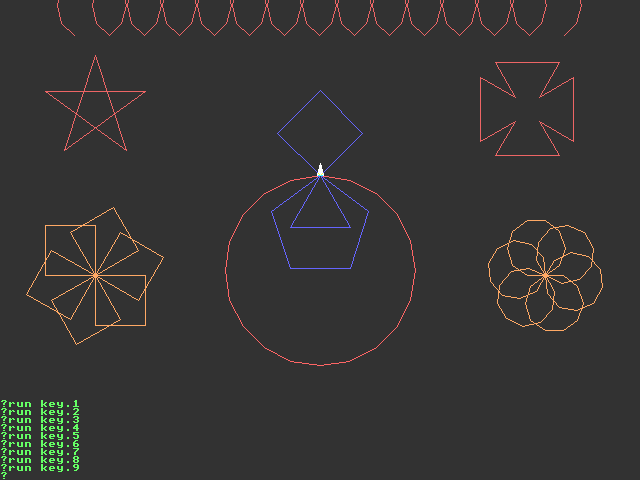 ?run key.1
?run key.2
?run key.3
?run key.4
?run key.5
?run key.6
?run key.7
?run key.8
?run key.9
?